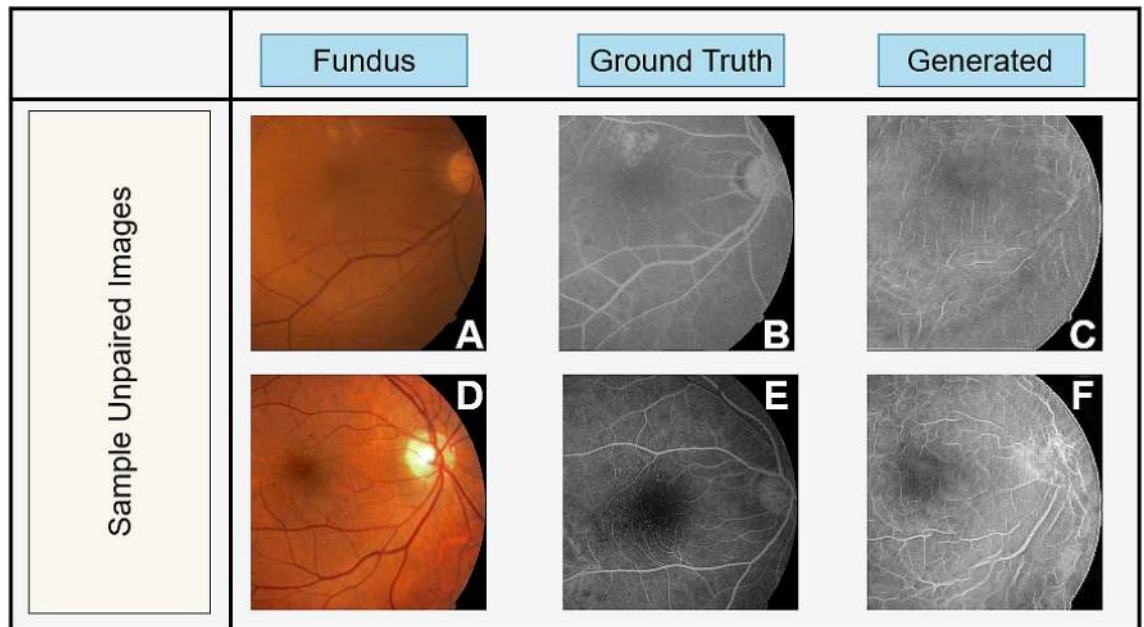 Fundus
Ground Truth
Generated
Sample Unpaired Images
A
B
C
D
E
F